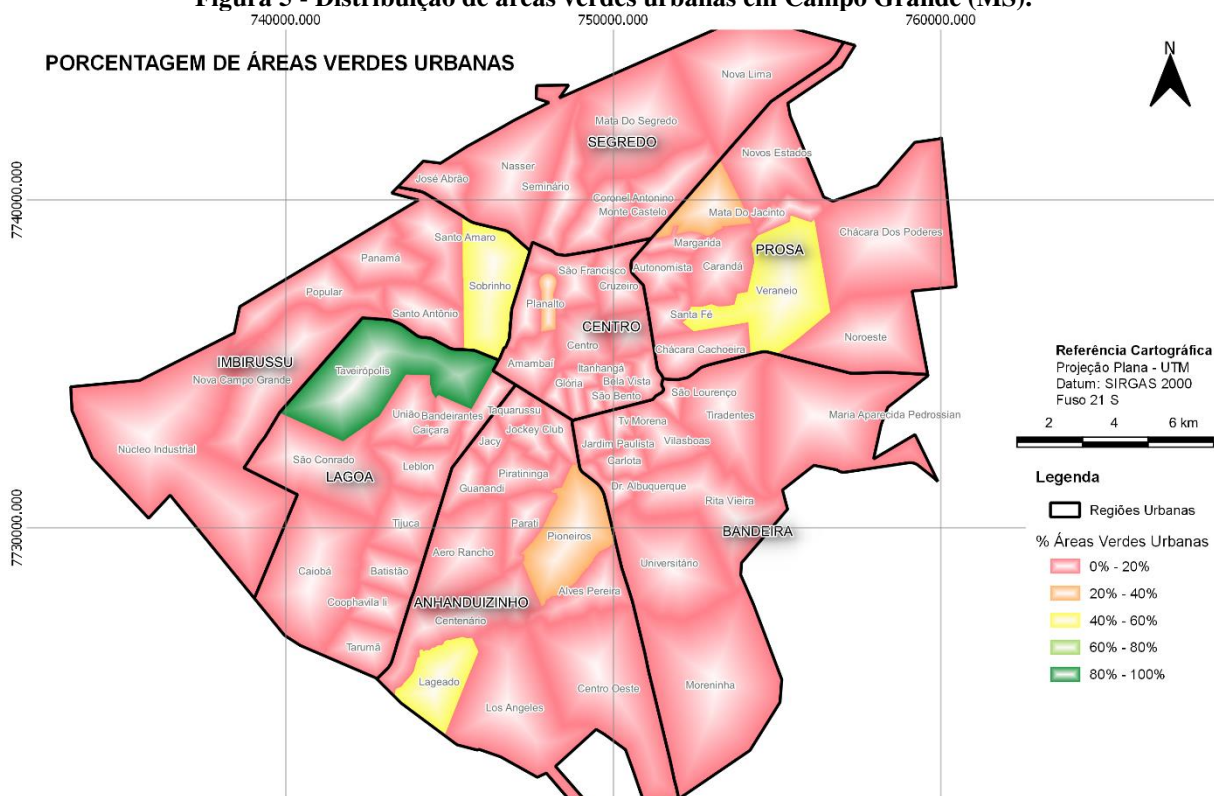 Figura 5 - Distribuição de áreas verdes urbanas em Campo Grande (MS).
740000.000
750000.000
760000.000
PORCENTAGEM DE ÁREAS VERDES URBANAS
N
Nova Lima
Mata Do Segredo
SEGREDO
Novos Estados
Nasser
José Abrão
Seminário
Coronel Antonino
Monte Castelo
7740000.000
Mata Do Jacinto
Chácara Dos Poderes
Santo Amaro
Margarida
PROSA
Panamá
São Francisco
Autonomista
Carandá
Sobrinho
Cruzeiro
Veraneio
Popular
Planalto
Santo Antônio
CENTRO
Santa Fé
Noroeste
Centro
Chácara Cachoeira
IMBIRUSSU
Amambaí
Itanhangá
Taveirópolis
Nova Campo Grande
Glória
Bela Vista
São Bento
São Lourenço
União
Bandeirantes
Taquarussu
Tiradentes
Maria Aparecida Pedrossian
Caiçara
Jockey Club
Tv Morena
Núcleo Industrial
Jacy
Jardim Paulista
Vilasboas
São Conrado
Leblon
Carlota
LAGOA
Piratininga
Guanandi
Dr. Albuquerque
Rita Vieira
Tijuca
Parati
7730000.000
Pioneiros
BANDEIRA
Aero Rancho
Universitário
Caiobá
Batistão
Alves Pereira
Coophavila Ii
ANHANDUIZINHO
Centenário
Tarumã
Lageado
Centro Oeste
Moreninha
Los Angeles
Referência Cartográfica
Projeção Plana - UTM
Datum: SIRGAS 2000
Fuso 21 S
2 4 6 km
Legenda
Regiões Urbanas
% Áreas Verdes Urbanas
0% - 20%
20% - 40%
40% - 60%
60% - 80%
80% - 100%